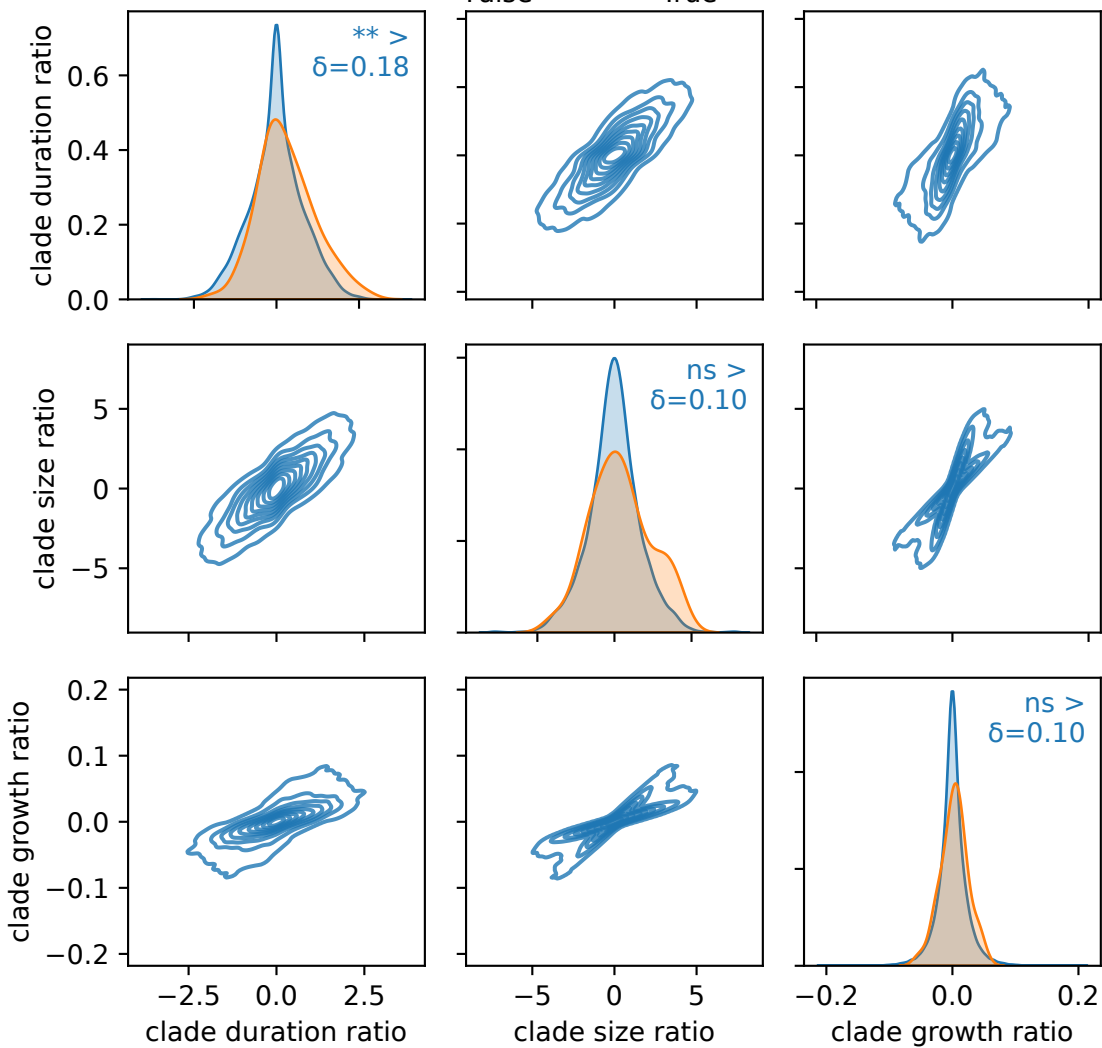 False True
** >
δ=0.18
clade duration ratio
0.6
0.4
0.2
0.0
ns >
δ=0.10
clade size ratio
5
0
−5
ns >
δ=0.10
clade growth ratio
0.2
0.1
0.0
−0.1
−0.2
−2.5 0.0 2.5
−5 0 5
−0.2 0.0 0.2
clade duration ratio
clade size ratio
clade growth ratio